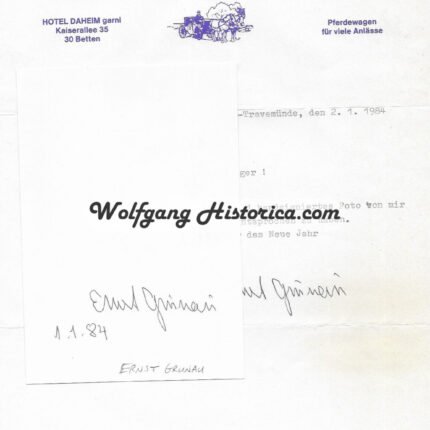 HOTEL DAHEIM garni
Kaiserallee 35
30 Betten
Pferdewagen
für viele Anlässe
-Travemünde, den 2. 1. 1984
ger !
Foto von mir
das Neue Jahr
Wolfgang Historica.com
Ernst Grunau
1.1.84
ERNST GRUNAU